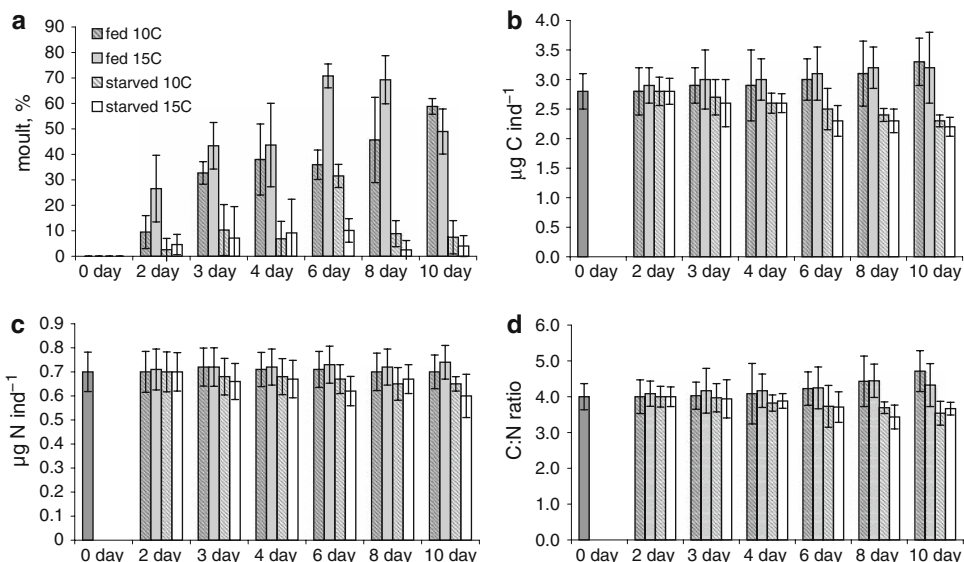 a
fed 10C
fed 15C
starved 10C
starved 15C
moult, %
90
80
70
60
50
40
30
20
10
0
0 day 2 day 3 day 4 day 6 day 8 day 10 day
b
µg C ind⁻¹
4.0
3.5
3.0
2.5
2.0
1.5
1.0
0.5
0.0
0 day 2 day 3 day 4 day 6 day 8 day 10 day
c
µg N ind⁻¹
0.9
0.8
0.7
0.6
0.5
0.4
0.3
0.2
0.1
0
0 day 2 day 3 day 4 day 6 day 8 day 10 day
d
C:N ratio
6.0
5.0
4.0
3.0
2.0
1.0
0.0
0 day 2 day 3 day 4 day 6 day 8 day 10 day